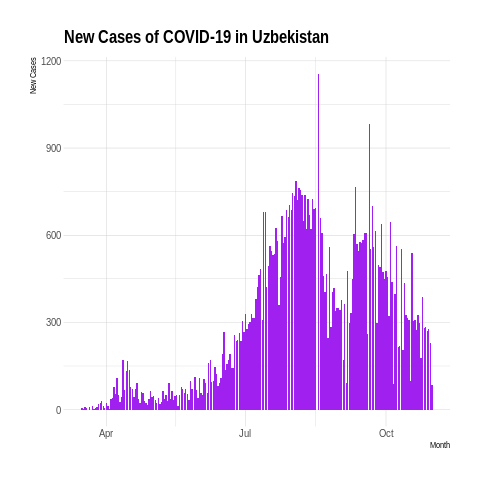 New Cases of COVID-19 in Uzbekistan
New Cases
1200
900
600
300
0
Apr
Jul
Oct
Month